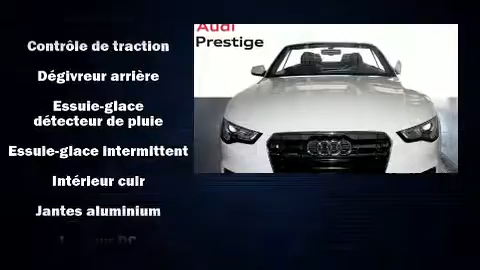 Contrôle de traction
Dégivreur arrière
Essuie-glace
détecteur de pluie
Essuie-glace intermittent
Intérieur cuir
Jantes aluminium
Audi
Prestige